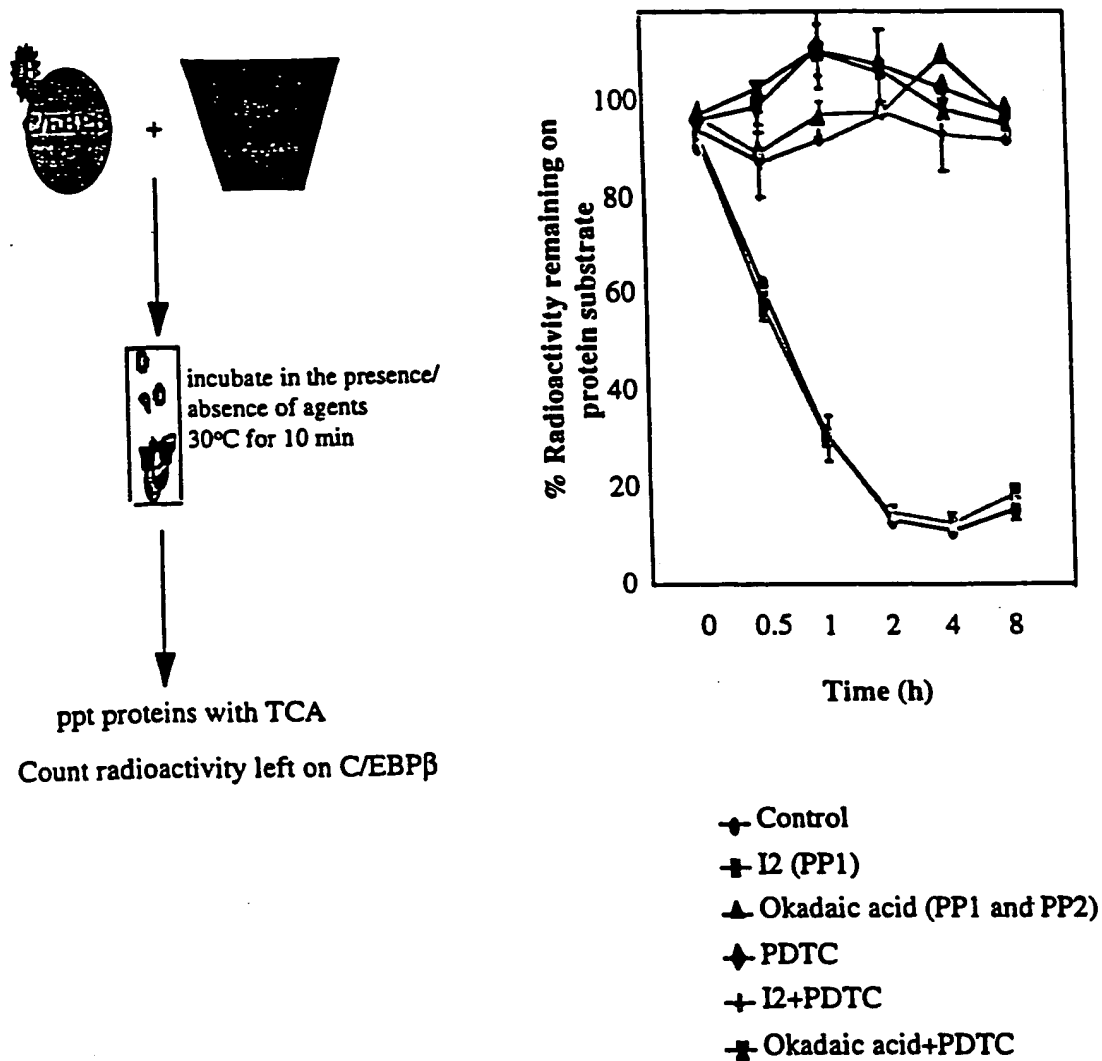 +
incubate in the presence/
absence of agents
30°C for 10 min
ppt proteins with TCA
Count radioactivity left on C/EBPβ
% Radioactivity remaining on
protein substrate
100
80
60
40
20
0
0 0.5 1 2 4 8
Time (h)
Control
I2 (PP1)
Okadaic acid (PP1 and PP2)
PDTC
I2+PDTC
Okadaic acid+PDTC